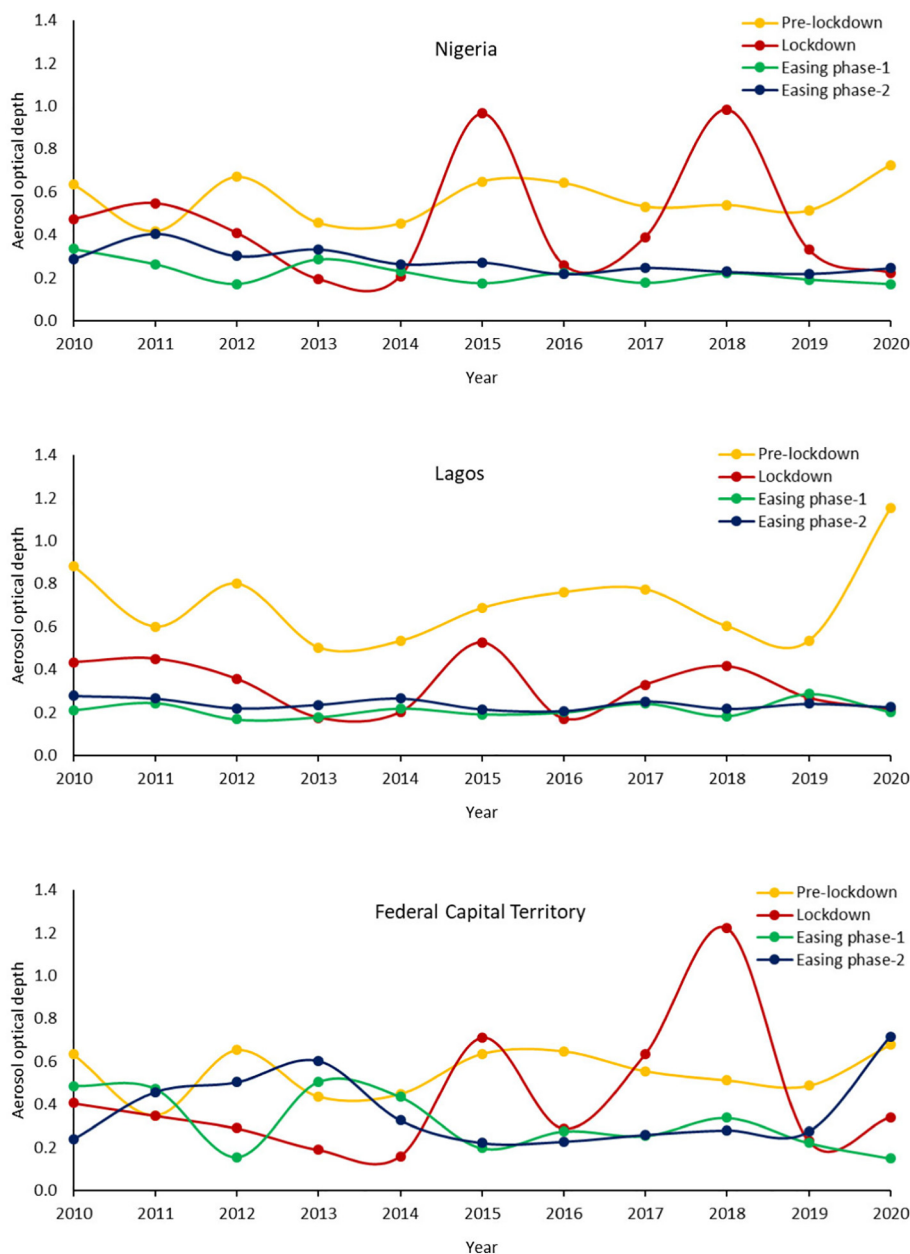 Nigeria
Pre-lockdown
Lockdown
Easing phase-1
Easing phase-2
Aerosol optical depth
1.4
1.2
1.0
0.8
0.6
0.4
0.2
0.0
2010 2011 2012 2013 2014 2015 2016 2017 2018 2019 2020
Year
Lagos
Pre-lockdown
Lockdown
Easing phase-1
Easing phase-2
Aerosol optical depth
1.4
1.2
1.0
0.8
0.6
0.4
0.2
0.0
2010 2011 2012 2013 2014 2015 2016 2017 2018 2019 2020
Year
Federal Capital Territory
Pre-lockdown
Lockdown
Easing phase-1
Easing phase-2
Aerosol optical depth
1.4
1.2
1.0
0.8
0.6
0.4
0.2
0.0
2010 2011 2012 2013 2014 2015 2016 2017 2018 2019 2020
Year